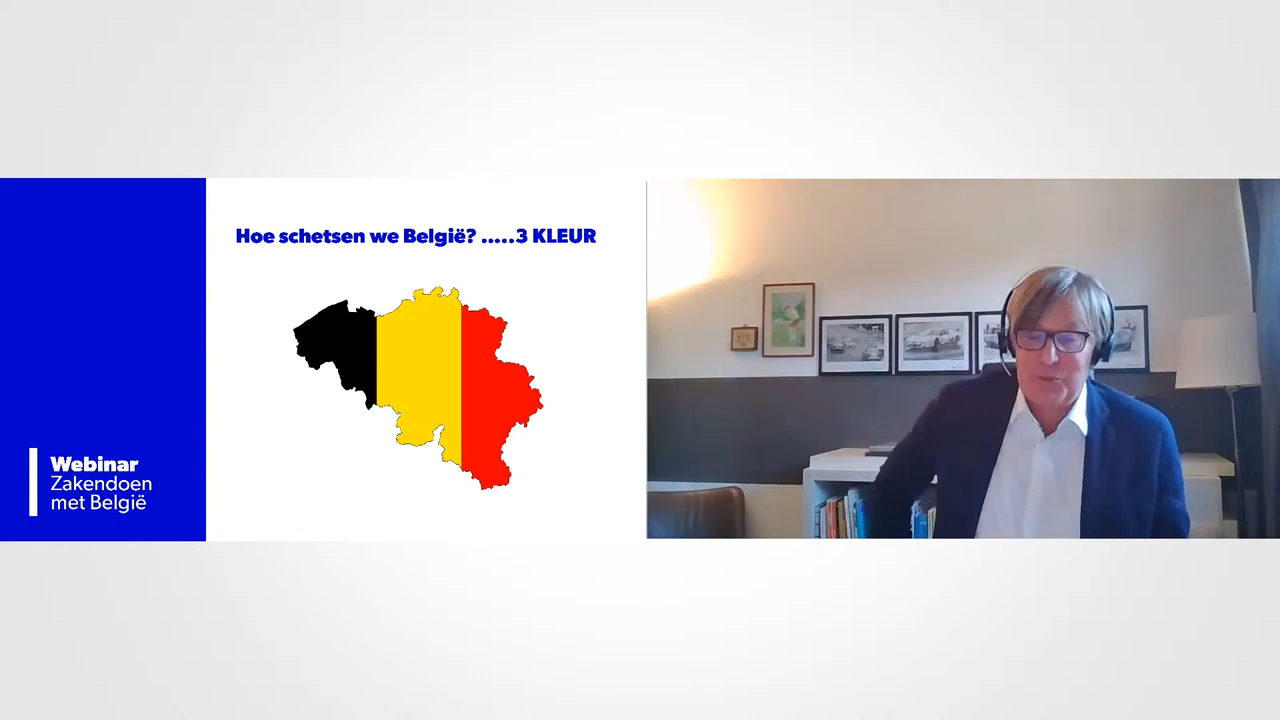 Hoe schetsen we België? .....3 KLEUR
Webinar
Zakendoen
met België